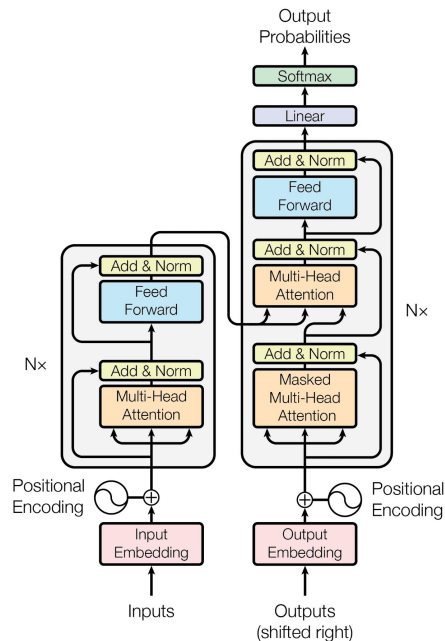 Output
Probabilities
Softmax
Linear
Add & Norm
Feed
Forward
Add & Norm
Multi-Head
Attention
Add & Norm
Masked
Multi-Head
Attention
N×
Add & Norm
Feed
Forward
Add & Norm
Multi-Head
Attention
N×
Positional
Encoding
Positional
Encoding
Input
Embedding
Output
Embedding
Inputs
Outputs
(shifted right)